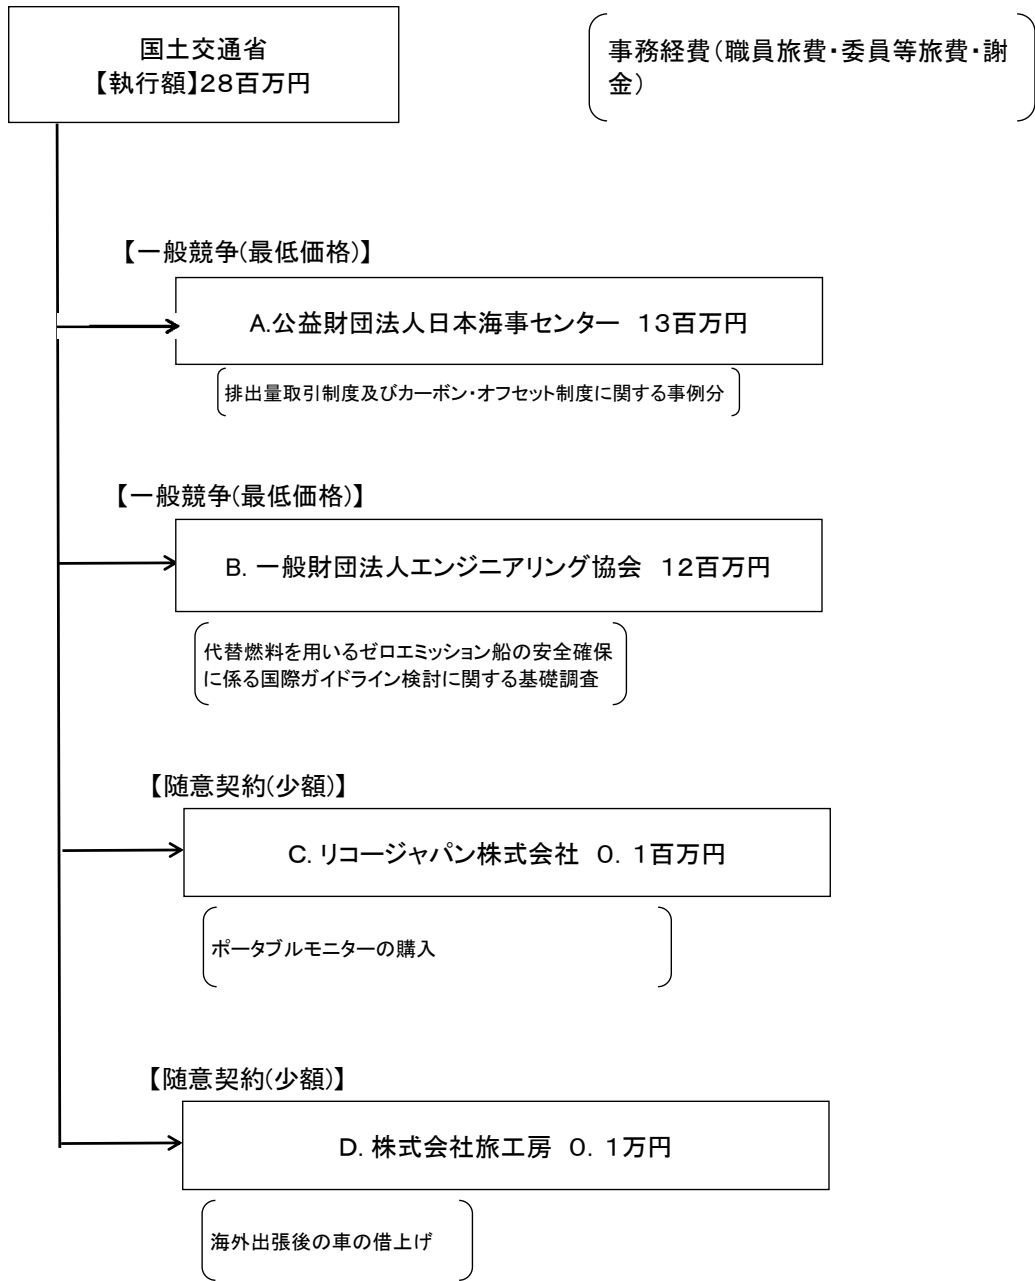 国土交通省
【執行額】28百万円
事務経費(職員旅費・委員等旅費・謝
金)
【一般競争(最低価格)】
A.公益財団法人日本海事センター 13百万円
排出量取引制度及びカーボン・オフセット制度に関する事例分
【一般競争(最低価格)】
B. 一般財団法人エンジニアリング協会 12百万円
代替燃料を用いるゼロエミッション船の安全確保
に係る国際ガイドライン検討に関する基礎調査
【随意契約(少額)】
C. リコージャパン株式会社 0. 1百万円
ポータブルモニターの購入
【随意契約(少額)】
D. 株式会社旅工房 0. 1万円
海外出張後の車の借上げ